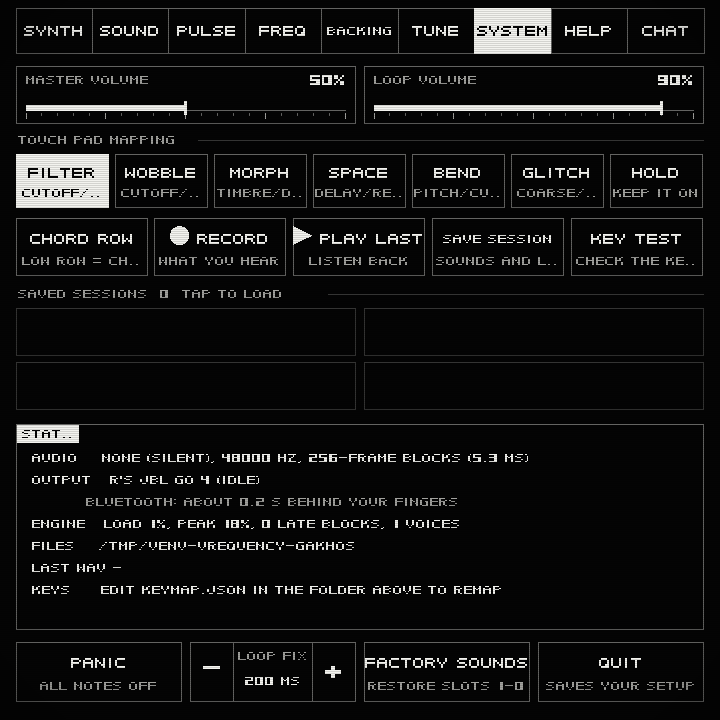 SYNTH SOUND PULSE FREQ BACKING TUNE SYSTEM HELP CHAT
MASTER VOLUME 50% LOOP VOLUME 90%
TOUCH PAD MAPPING
FILTER WOBBLE MORPH SPACE BEND GLITCH HOLD
CUTOFF/.. CUTOFF/.. TIMBRE/D.. DELAY/RE.. PITCH/CU.. COARSE/.. KEEP IT ON
CHORD ROW RECORD PLAY LAST SAVE SESSION KEY TEST
LOW ROW = CH.. WHAT YOU HEAR LISTEN BACK SOUNDS AND L.. CHECK THE KE..
SAVED SESSIONS 0 TAP TO LOAD
STAT..
AUDIO NONE (SILENT), 48000 HZ, 256-FRAME BLOCKS (5.3 MS)
OUTPUT R'S JBL GO 4 (IDLE)
BLUETOOTH: ABOUT 0.2 S BEHIND YOUR FINGERS
ENGINE LOAD 1%, PEAK 18%, 0 LATE BLOCKS, 1 VOICES
FILES /TMP/VENV-VREQUENCY-GAKHOS
LAST WAV -
KEYS EDIT KEYMAP.JSON IN THE FOLDER ABOVE TO REMAP
PANIC - LOOP FIX + FACTORY SOUNDS QUIT
ALL NOTES OFF 200 MS RESTORE SLOTS 1-0 SAVES YOUR SETUP